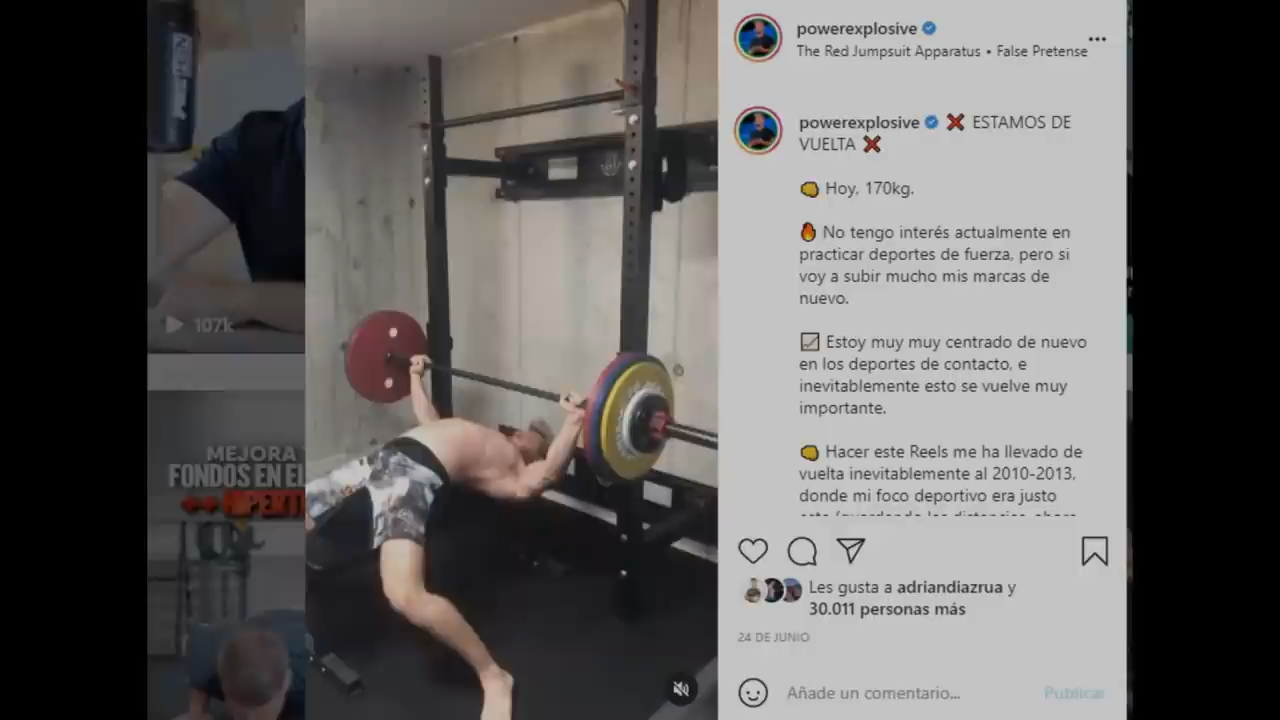 powerexplosive
The Red Jumpsuit Apparatus • False Pretense
powerexplosive ❌ ESTAMOS DE
VUELTA ❌
Hoy, 170kg.
🔥 No tengo interés actualmente en
practicar deportes de fuerza, pero si
voy a subir mucho mis marcas de
nuevo.
Estoy muy muy centrado de nuevo
en los deportes de contacto, e
inevitablemente esto se vuelve muy
importante.
Hacer este Reels me ha llevado de
vuelta inevitablemente al 2010-2013,
donde mi foco deportivo era justo
Les gusta a adriandiazrua y
30.011 personas más
24 DE JUNIO
Añade un comentario...
Publicar
107k
MEJORA
FONDOS EN EL